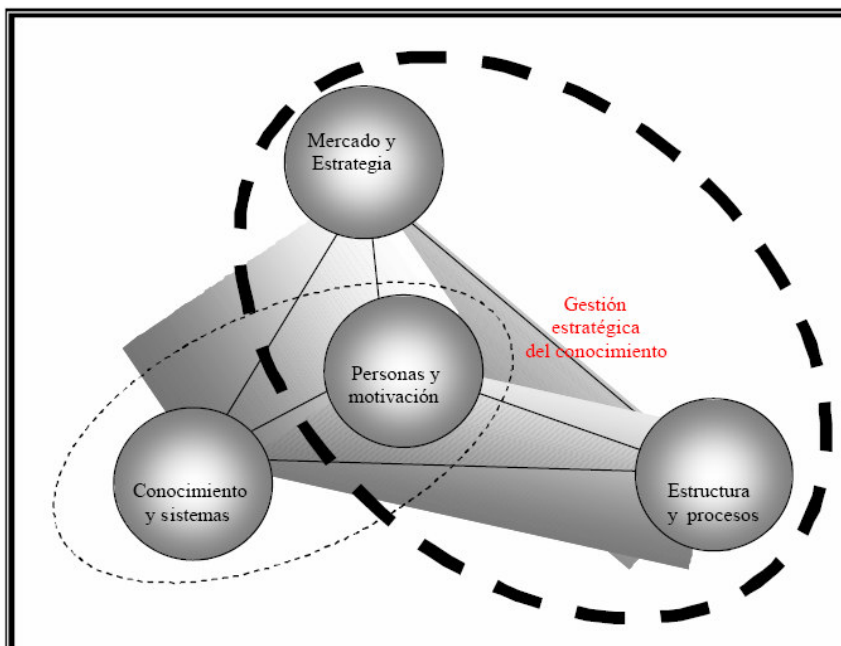 Mercado y
Estrategia
Gestión
estratégica
del conocimiento
Personas y
motivación
Conocimiento
y sistemas
Estructura
y procesos